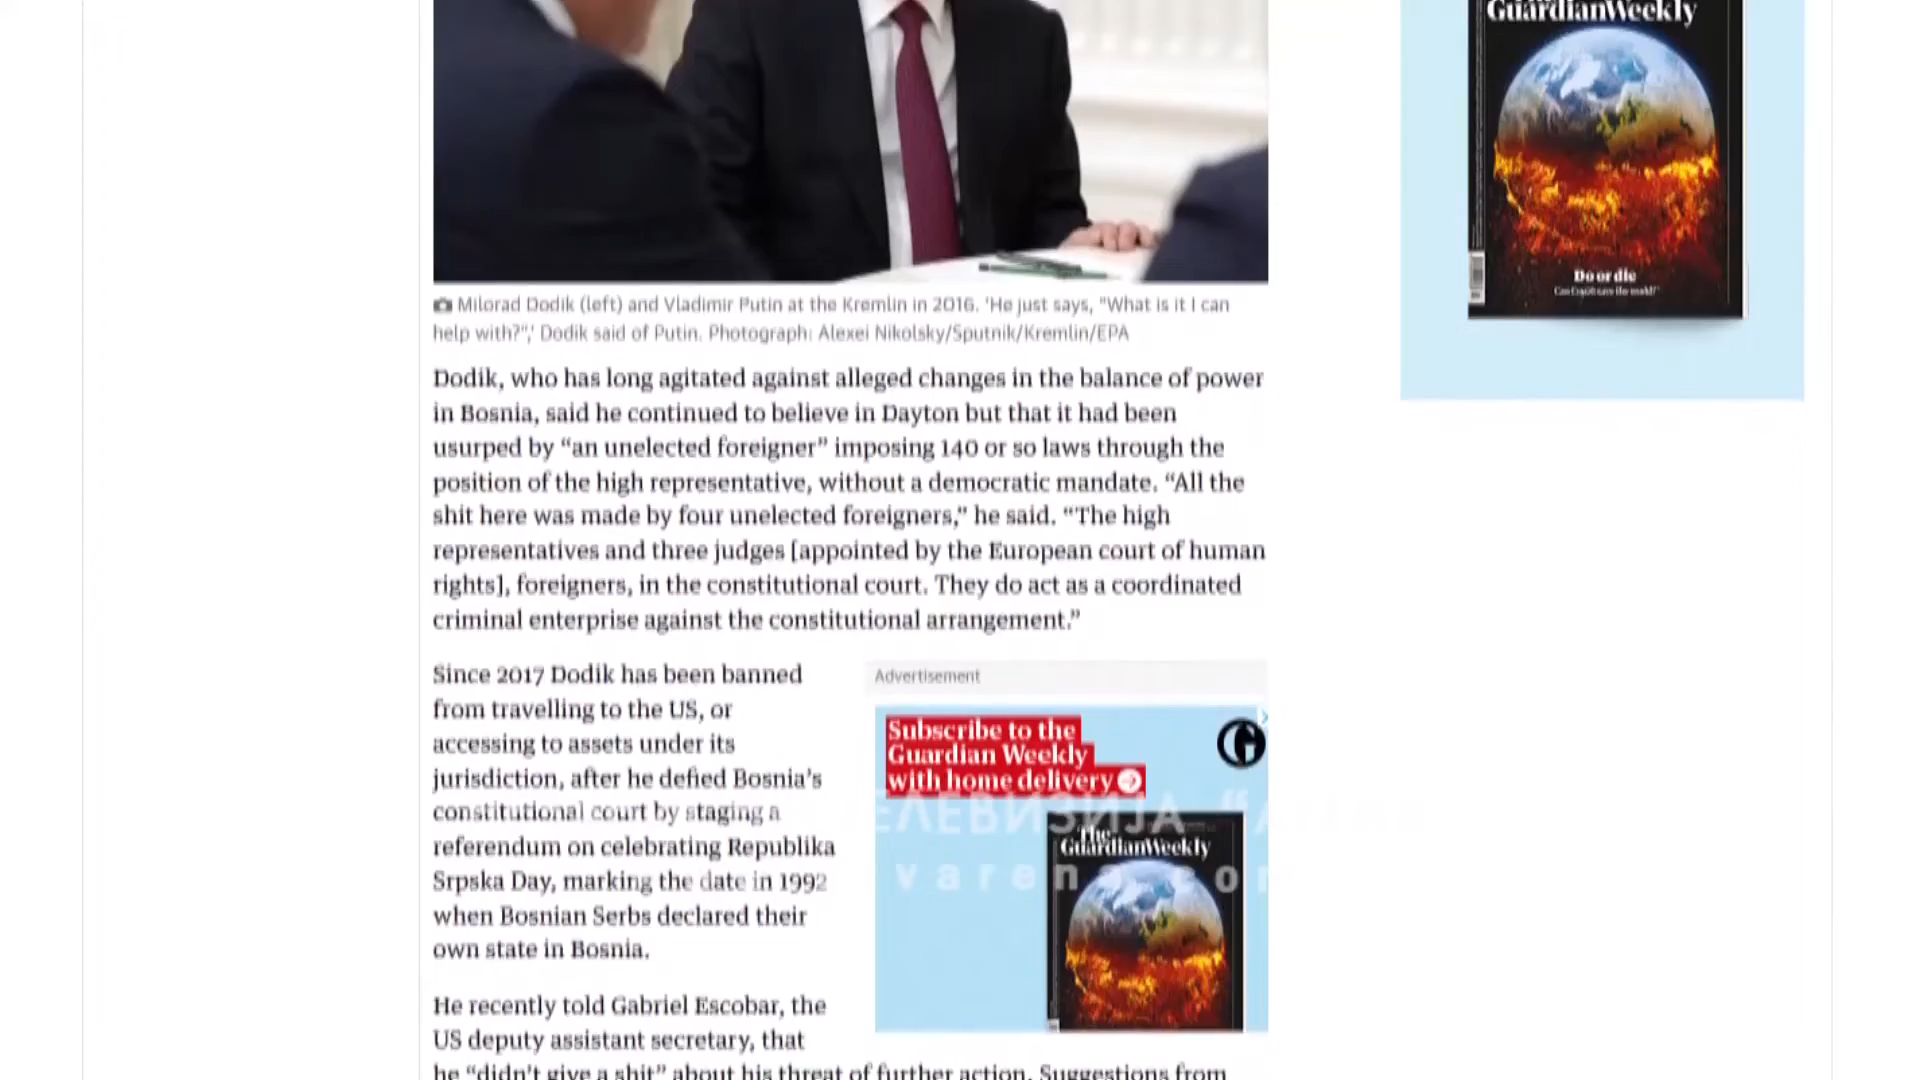 GuardianWeekly
Do or die
Milorad Dodik (left) and Vladimir Putin at the Kremlin in 2016. ‘He just says, “What is it I can
help with?”,’ Dodik said of Putin. Photograph: Alexei Nikolsky/Sputnik/Kremlin/EPA
Dodik, who has long agitated against alleged changes in the balance of power
in Bosnia, said he continued to believe in Dayton but that it had been
usurped by “an unelected foreigner” imposing 140 or so laws through the
position of the high representative, without a democratic mandate. “All the
shit here was made by four unelected foreigners,” he said. “The high
representatives and three judges [appointed by the European court of human
rights], foreigners, in the constitutional court. They do act as a coordinated
criminal enterprise against the constitutional arrangement.”
Since 2017 Dodik has been banned
from travelling to the US, or
accessing to assets under its
jurisdiction, after he defied Bosnia’s
constitutional court by staging a
referendum on celebrating Republika
Srpska Day, marking the date in 1992
when Bosnian Serbs declared their
own state in Bosnia.
He recently told Gabriel Escobar, the
US deputy assistant secretary, that
he “didn’t give a shit” about his threat of further action. Suggestions from
Advertisement
Subscribe to the
Guardian Weekly
with home delivery
The
GuardianWeekly